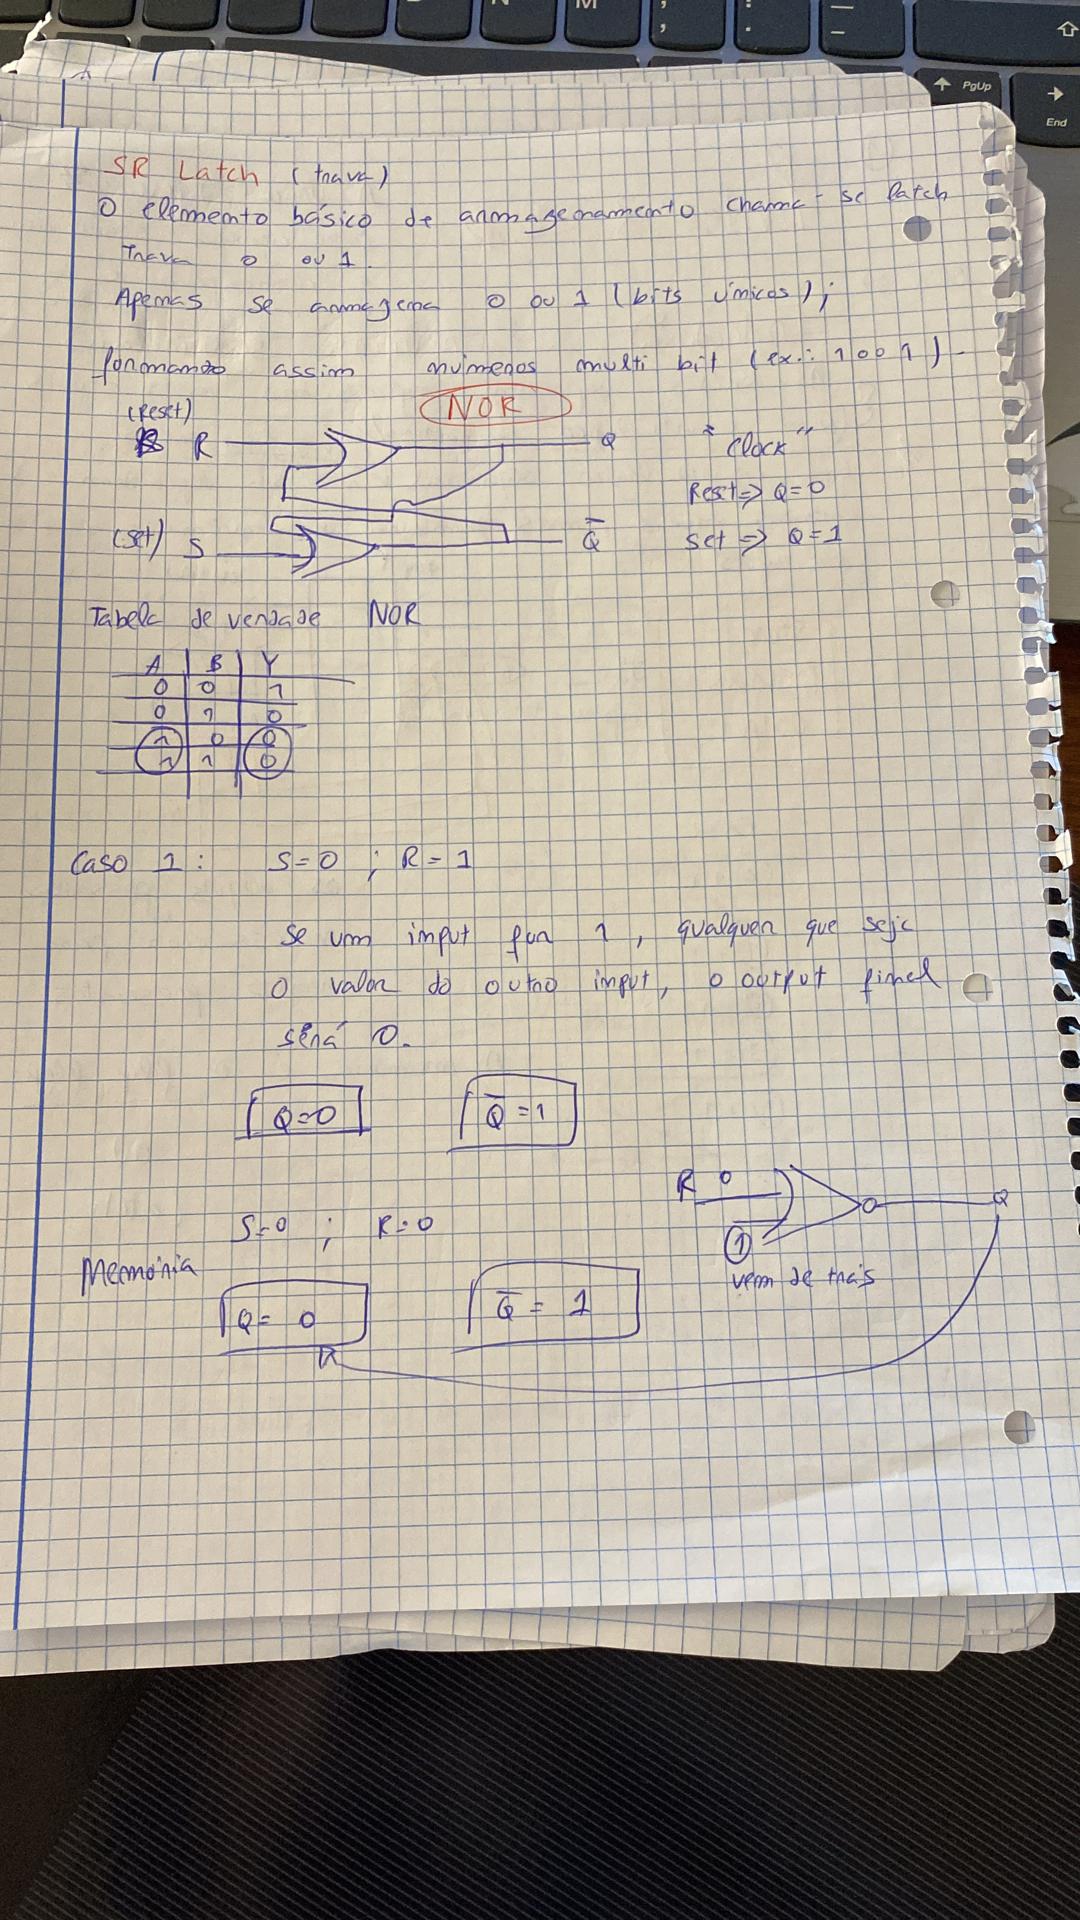 PgUp
End
SR Latch (trava)
O elemento básico de armazenamento chama-se latch
Trava 0 ou 1.
Apenas se armazena 0 ou 1 (bits únicos);
formando assim números multi bit (ex.: 1001)
(Reset)
NOR
R
Q
"Clock"
Reset => Q=0
(set) S
Q̅
Set => Q=1
Tabela de verdade NOR
A B Y
0 0 1
0 1 0
1 0 0
1 1 0
Caso 1: S=0 ; R=1
Se um input for 1, qualquer que seja
o valor do outro input, o output final
será 0.
Q=0
Q̅=1
R 0
Q
S=0 ; R=0
1
vem de trás
Memória
Q= 0
Q̅ = 1